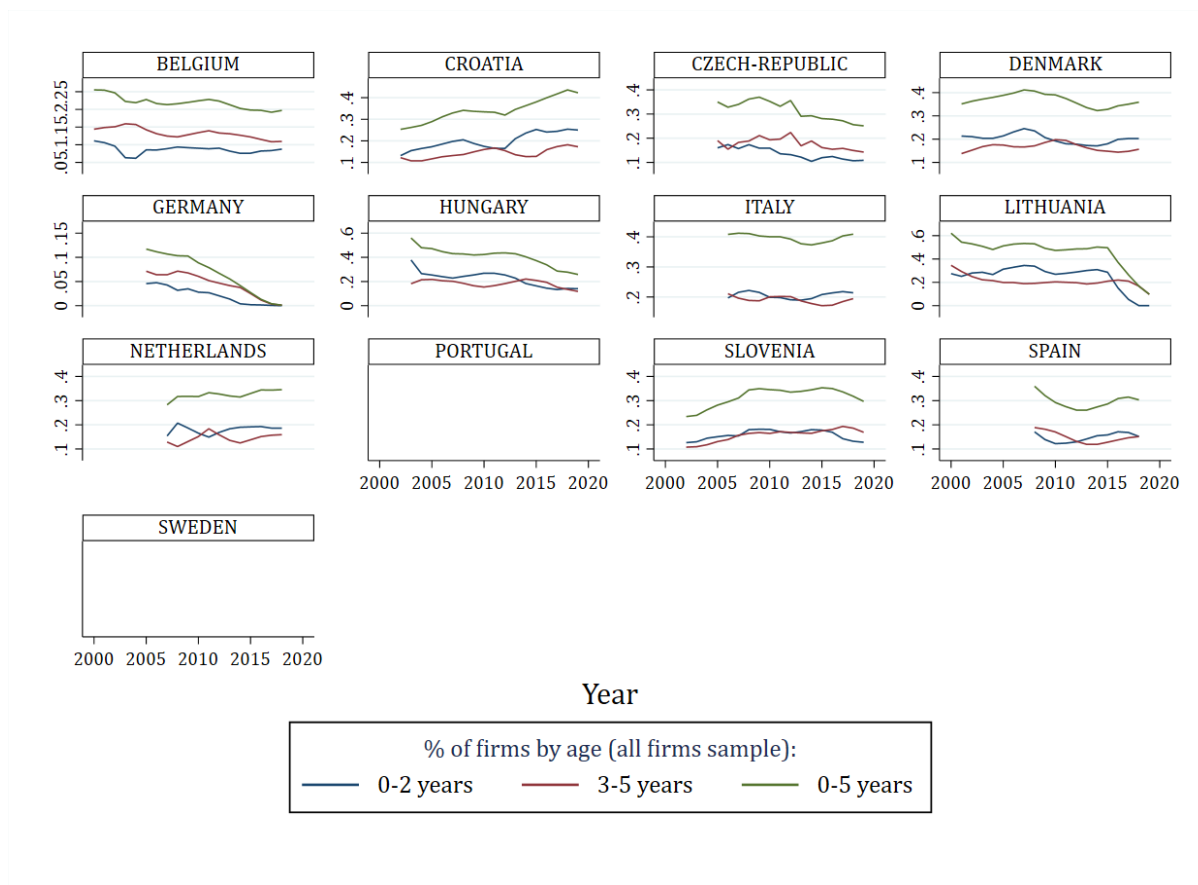 BELGIUM
.05.1.15.2.25
CROATIA
.1 .2 .3 .4
CZECH-REPUBLIC
.1 .2 .3 .4
DENMARK
.1 .2 .3 .4
GERMANY
0 .05 .1 .15
HUNGARY
0 .2 .4 .6
ITALY
.2 .3 .4
LITHUANIA
0 .2 .4 .6
NETHERLANDS
.1 .2 .3 .4
PORTUGAL
2000 2005 2010 2015 2020
SLOVENIA
.1 .2 .3 .4
2000 2005 2010 2015 2020
SPAIN
.1 .2 .3 .4
2000 2005 2010 2015 2020
SWEDEN
2000 2005 2010 2015 2020
Year
% of firms by age (all firms sample):
0-2 years 3-5 years 0-5 years